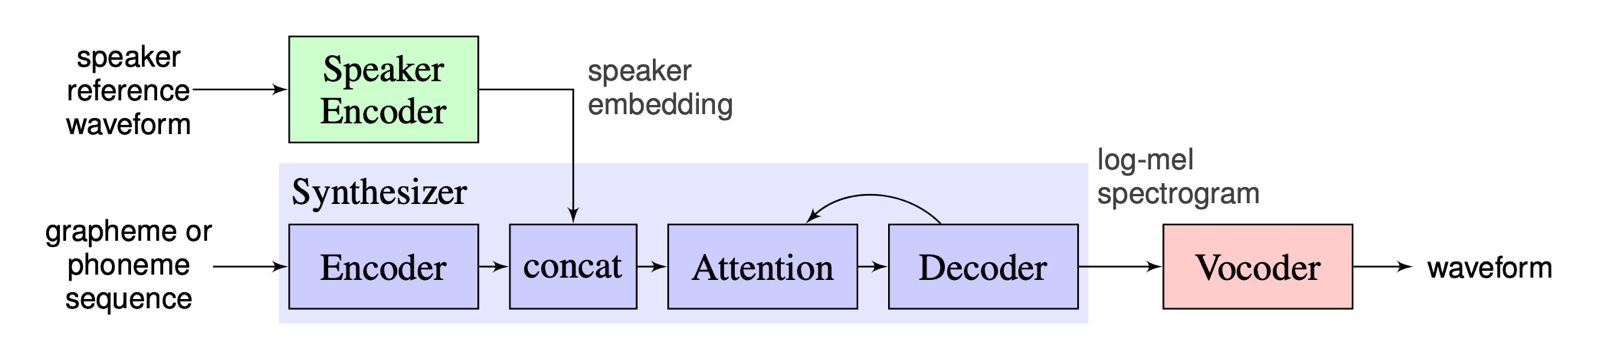 speaker
reference
waveform
Speaker
Encoder
speaker
embedding
Synthesizer
grapheme or
phoneme
sequence
Encoder
concat
Attention
Decoder
log-mel
spectrogram
Vocoder
waveform